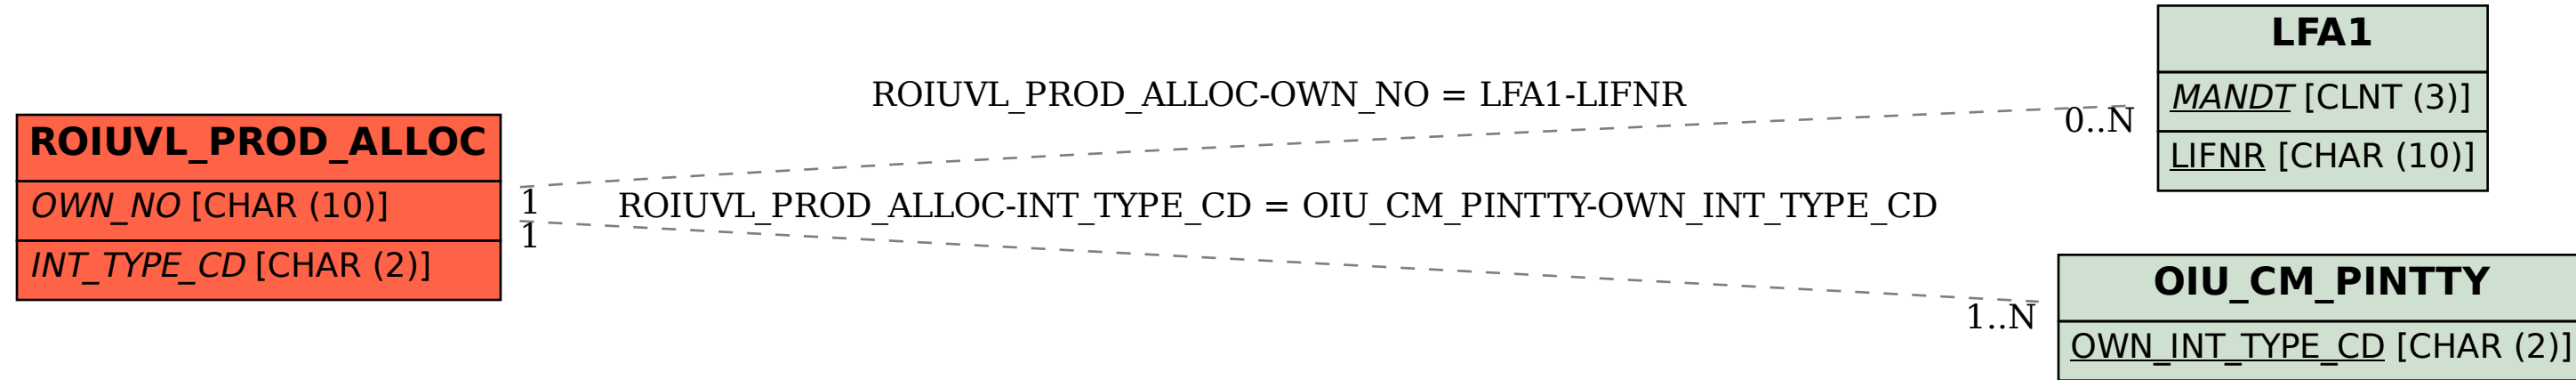 LFA1
MANDT [CLNT (3)]
LIFNR [CHAR (10)]
ROIUVL_PROD_ALLOC-OWN_NO = LFA1-LIFNR
0..N
ROIUVL_PROD_ALLOC
OWN_NO [CHAR (10)]
INT_TYPE_CD [CHAR (2)]
1
ROIUVL_PROD_ALLOC-INT_TYPE_CD = OIU_CM_PINTTY-OWN_INT_TYPE_CD
1
1..N
OIU_CM_PINTTY
OWN_INT_TYPE_CD [CHAR (2)]